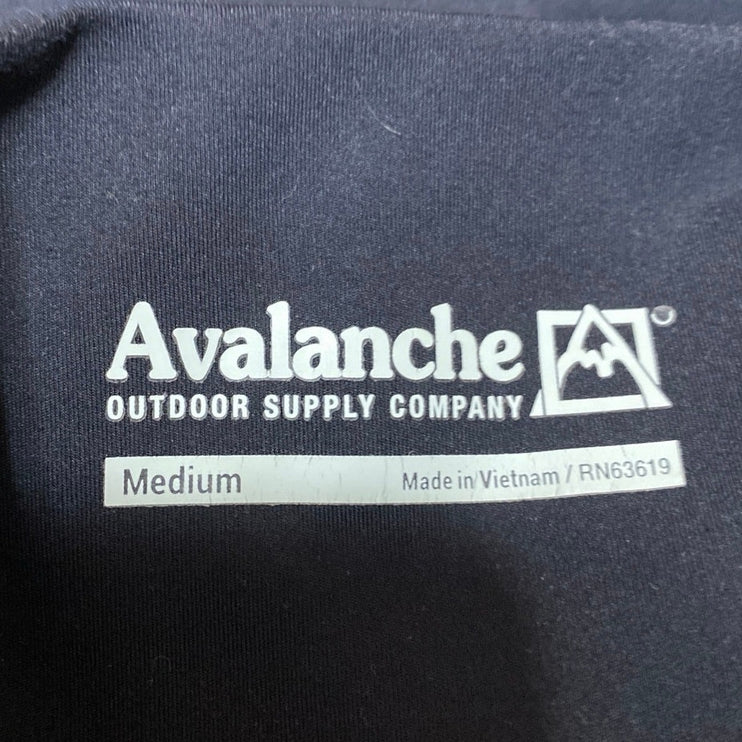 Avalanche
OUTDOOR SUPPLY COMPANY
Medium Made in Vietnam / RN63619